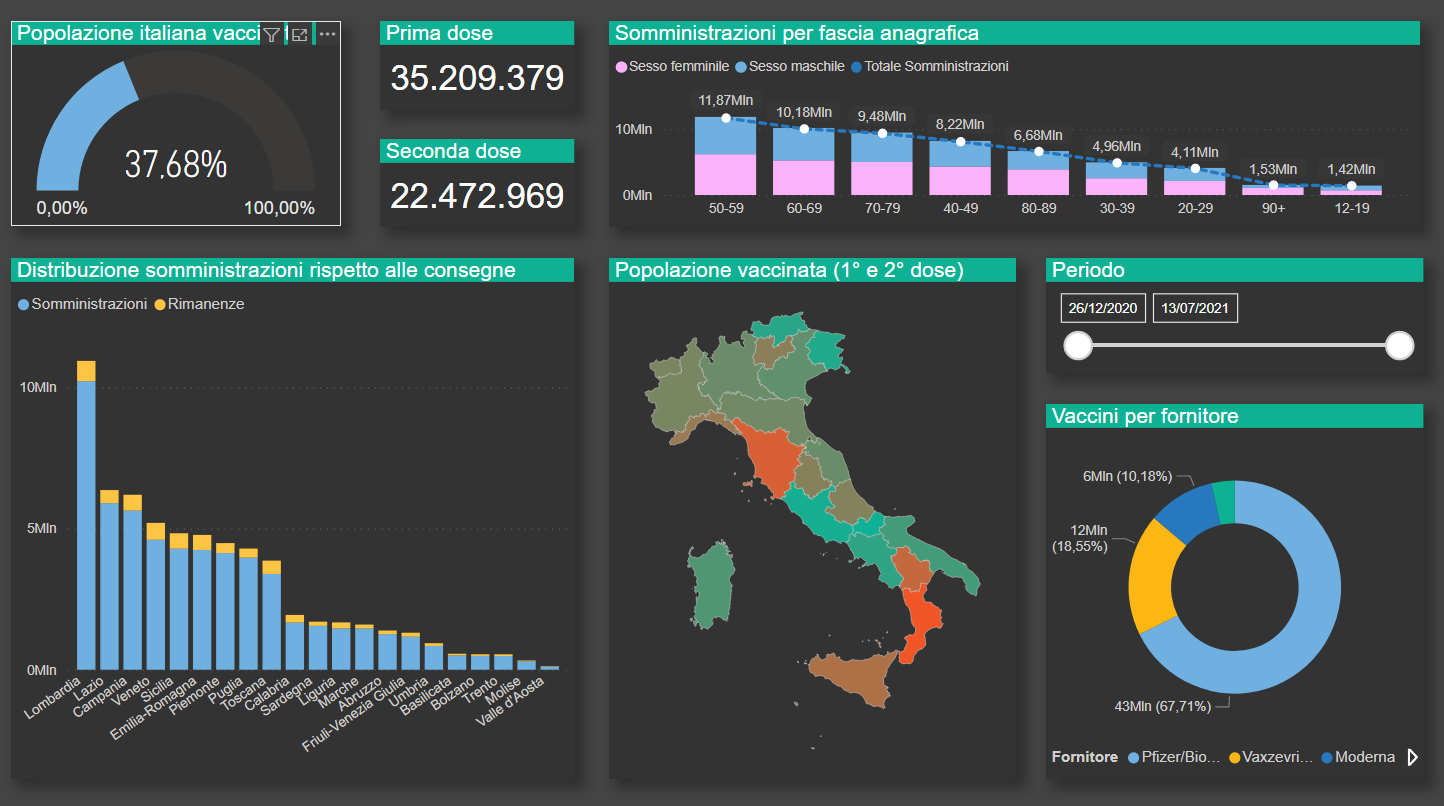 Popolazione italiana vacci
37,68%
0,00%
100,00%
Prima dose
35.209.379
Seconda dose
22.472.969
Somministrazioni per fascia anagrafica
Sesso femminile Sesso maschile Totale Somministrazioni
11,87Mln
10,18Mln
9,48Mln
8,22Mln
6,68Mln
4,96Mln
4,11Mln
1,53Mln
1,42Mln
10Mln
0Mln
50-59 60-69 70-79 40-49 80-89 30-39 20-29 90+ 12-19
Distribuzione somministrazioni rispetto alle consegne
Somministrazioni Rimanenze
10Mln
5Mln
0Mln
Lombardia
Lazio
Campania
Veneto
Sicilia
Emilia-Romagna
Piemonte
Puglia
Toscana
Calabria
Sardegna
Liguria
Marche
Abruzzo
Friuli-Venezia Giulia
Umbria
Basilicata
Bolzano
Trento
Molise
Valle d'Aosta
Popolazione vaccinata (1° e 2° dose)
Periodo
26/12/2020 13/07/2021
Vaccini per fornitore
6Mln (10,18%)
12Mln
(18,55%)
43Mln (67,71%)
Fornitore Pfizer/Bio... Vaxzevri... Moderna